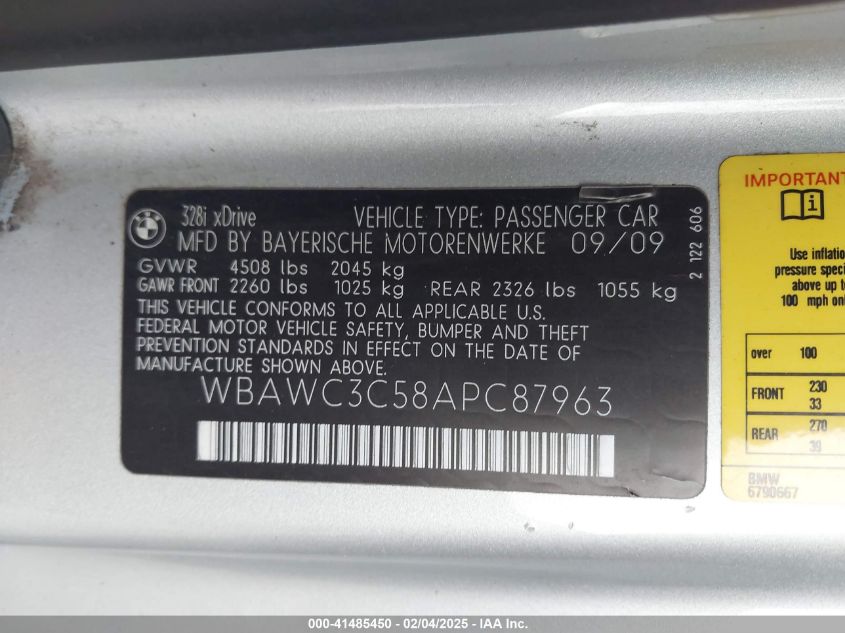 BMW
328i xDrive VEHICLE TYPE: PASSENGER CAR
MFD BY BAYERISCHE MOTORENWERKE 09/09
GVWR 4508 lbs 2045 kg
GAWR FRONT 2260 lbs 1025 kg REAR 2326 lbs 1055 kg
THIS VEHICLE CONFORMS TO ALL APPLICABLE U.S.
FEDERAL MOTOR VEHICLE SAFETY, BUMPER AND THEFT
PREVENTION STANDARDS IN EFFECT ON THE DATE OF
MANUFACTURE SHOWN ABOVE.
WBAWC3C58APC87963
2 122 606
IMPORTANT
Use inflatio
pressure speci
above up to
100 mph onl
over 100
FRONT 230
33
REAR 270
39
BMW
6790667
000-41485450 - 02/04/2025 - IAA Inc.